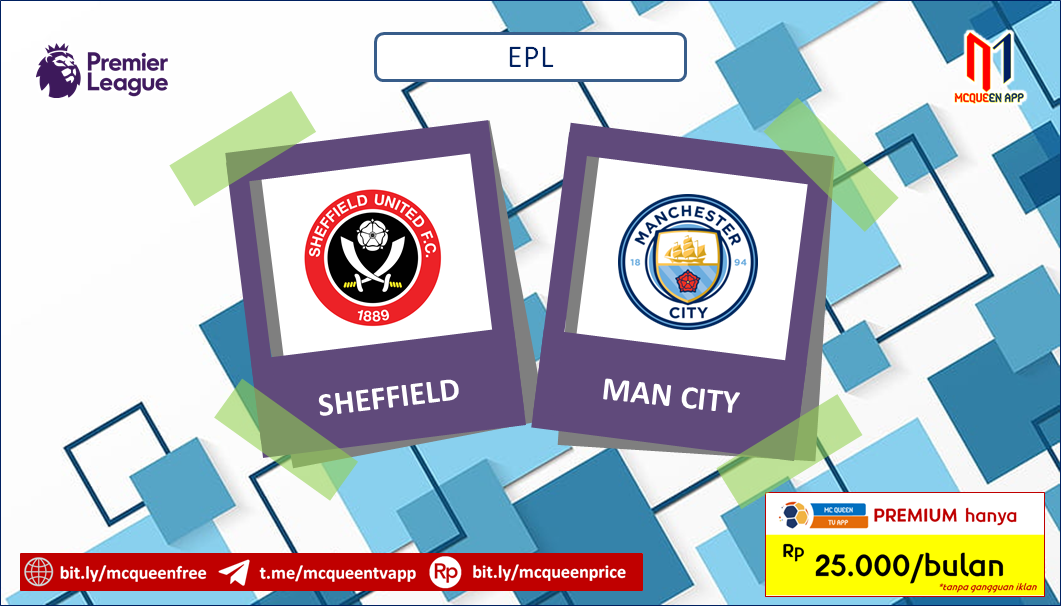 Premier
League
EPL
MCQUEEN APP
SHEFFIELD UNITED F.C.
1889
MANCHESTER
18 94
CITY
SHEFFIELD
MAN CITY
MC QUEEN
TV APP
PREMIUM hanya
Rp 25.000/bulan
*tanpa gangguan iklan
bit.ly/mcqueenfree t.me/mcqueentvapp Rp bit.ly/mcqueenprice